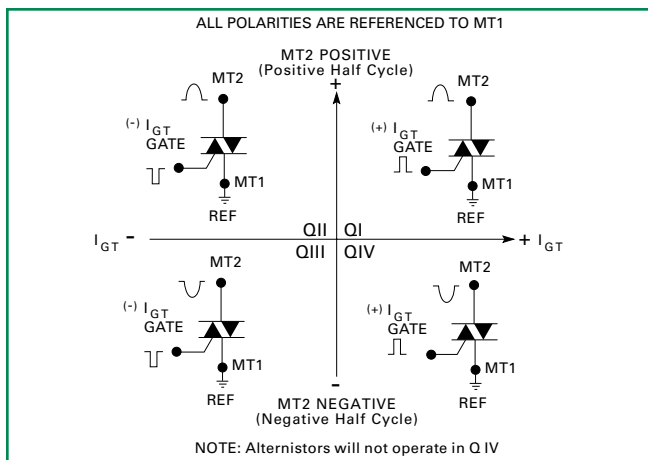 ALL POLARITIES ARE REFERENCED TO MT1
MT2 POSITIVE
(Positive Half Cycle)
+
MT2
(-) IGT
GATE
MT1
REF
MT2
(+) IGT
GATE
MT1
REF
QII QI
IGT - + IGT
QIII QIV
MT2
(-) IGT
GATE
MT1
REF
MT2
(+) IGT
GATE
MT1
REF
-
MT2 NEGATIVE
(Negative Half Cycle)
NOTE: Alternistors will not operate in Q IV